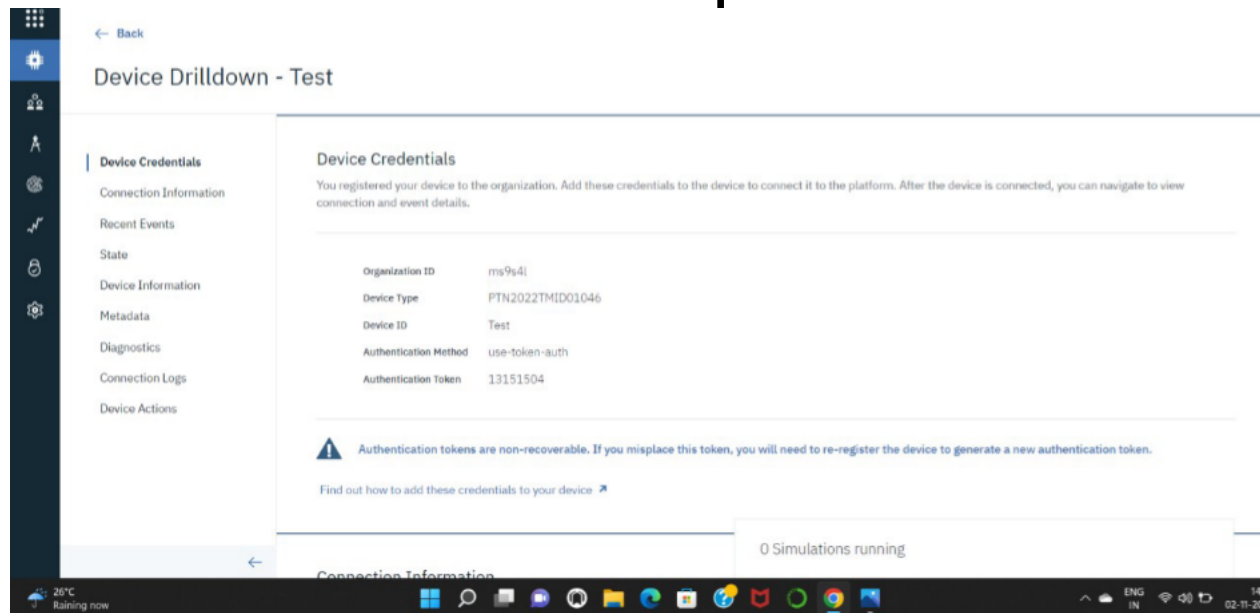 ← Back
Device Drilldown - Test
Device Credentials
Connection Information
Recent Events
State
Device Information
Metadata
Diagnostics
Connection Logs
Device Actions
Device Credentials
You registered your device to the organization. Add these credentials to the device to connect it to the platform. After the device is connected, you can navigate to view
connection and event details.
Organization ID ms9s4l
Device Type PTN2022TMID01046
Device ID Test
Authentication Method use-token-auth
Authentication Token 13151504
Authentication tokens are non-recoverable. If you misplace this token, you will need to re-register the device to generate a new authentication token.
Find out how to add these credentials to your device
0 Simulations running
Connection Information
26°C
Raining now
ENG
IN